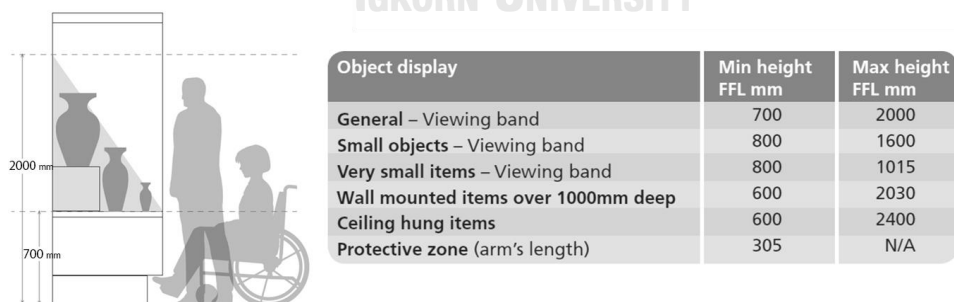 UNIVERSITY
Object display Min height FFL mm Max height FFL mm
General – Viewing band 700 2000
Small objects – Viewing band 800 1600
Very small items – Viewing band 800 1015
Wall mounted items over 1000mm deep 600 2030
Ceiling hung items 600 2400
Protective zone (arm's length) 305 N/A
2000 mm
700 mm